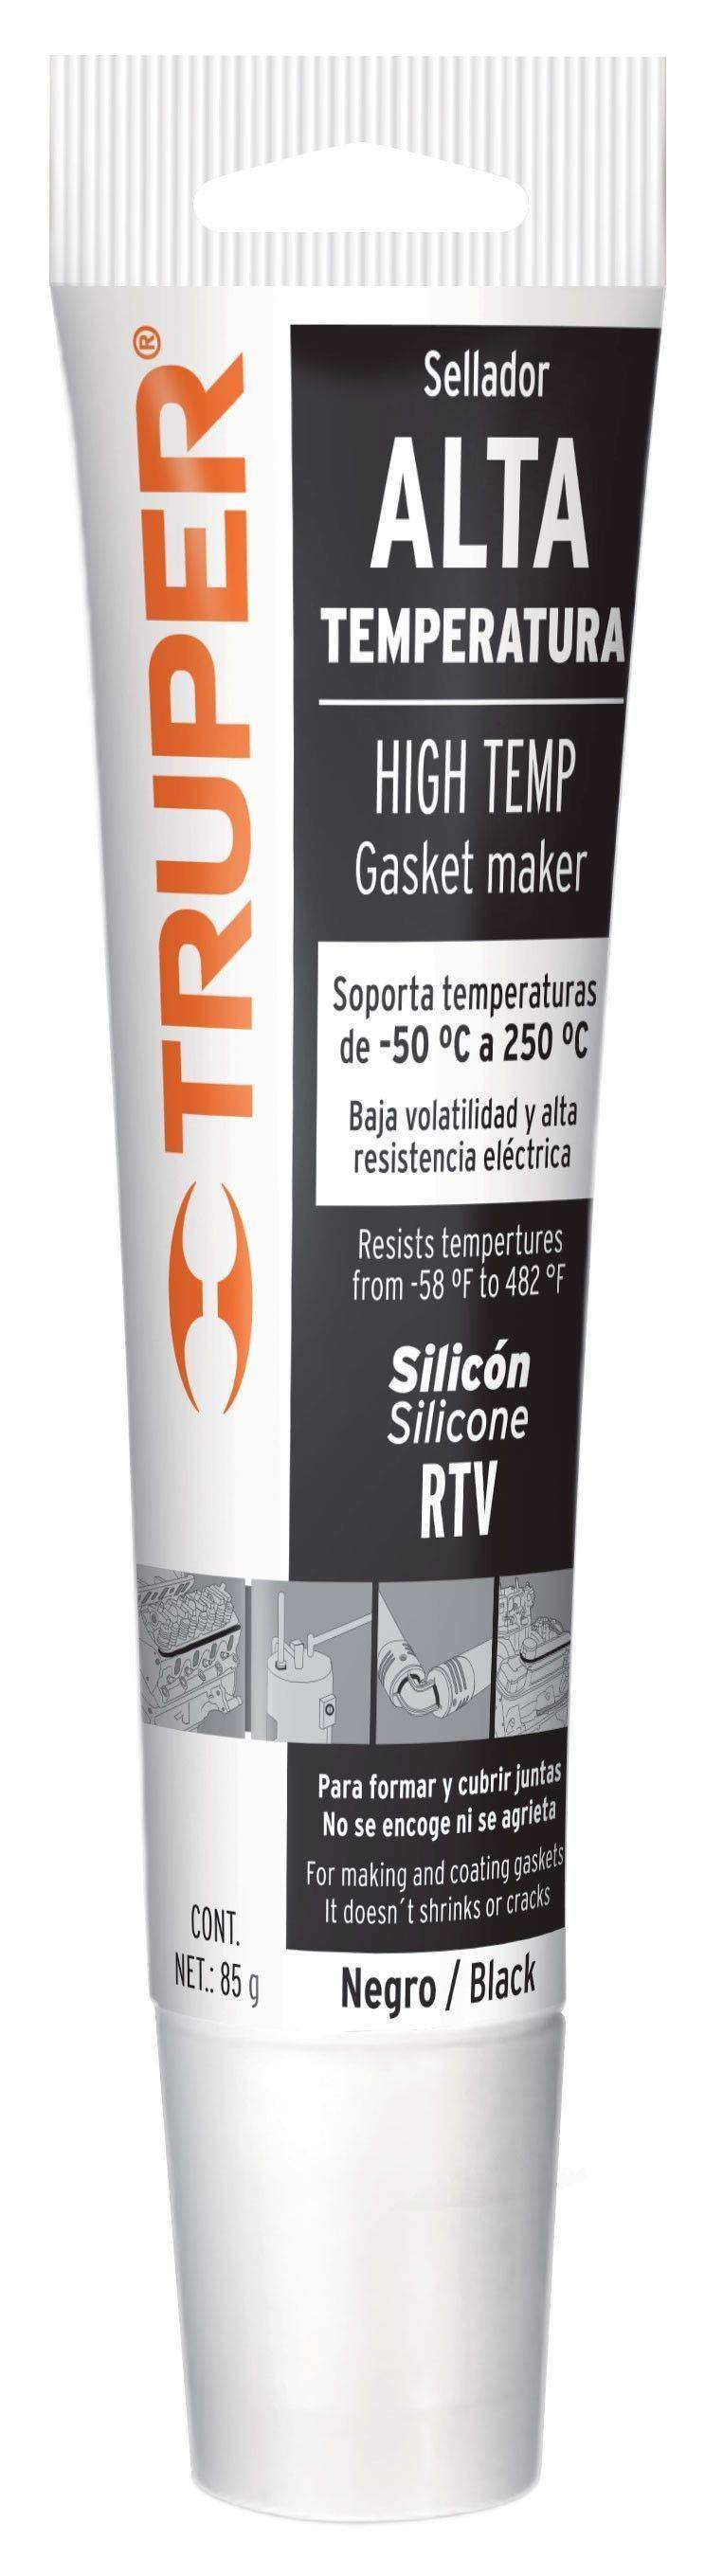 TRUPER®
Sellador
ALTA
TEMPERATURA
HIGH TEMP
Gasket maker
Soporta temperaturas
de -50 ºC a 250 ºC
Baja volatilidad y alta
resistencia eléctrica
Resists tempertures
from -58 ºF to 482 ºF
Silicón
Silicone
RTV
Para formar y cubrir juntas
No se encoge ni se agrieta
For making and coating gaskets
It doesn´t shrinks or cracks
CONT.
NET.: 85 g
Negro / Black